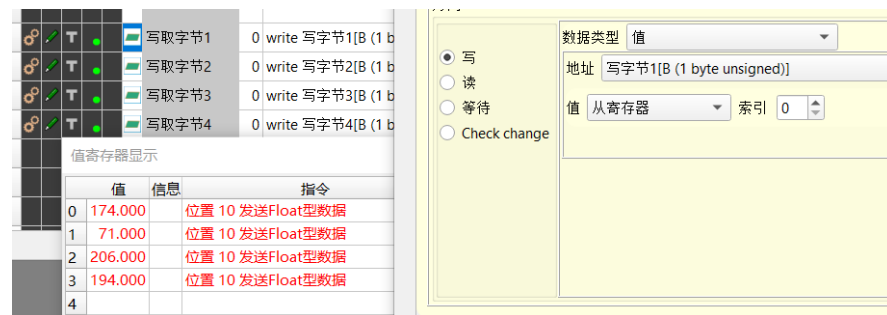 写取字节1 0 write 写字节1[B (1 b
写取字节2 0 write 写字节2[B (1 b
写取字节3 0 write 写字节3[B (1 b
写取字节4 0 write 写字节4[B (1 b
值寄存器显示
值 信息 指令
0 174.000 位置 10 发送Float型数据
1 71.000 位置 10 发送Float型数据
2 206.000 位置 10 发送Float型数据
3 194.000 位置 10 发送Float型数据
4
写
读
等待
Check change
数据类型 值
地址 写字节1[B (1 byte unsigned)]
值 从寄存器 索引 0